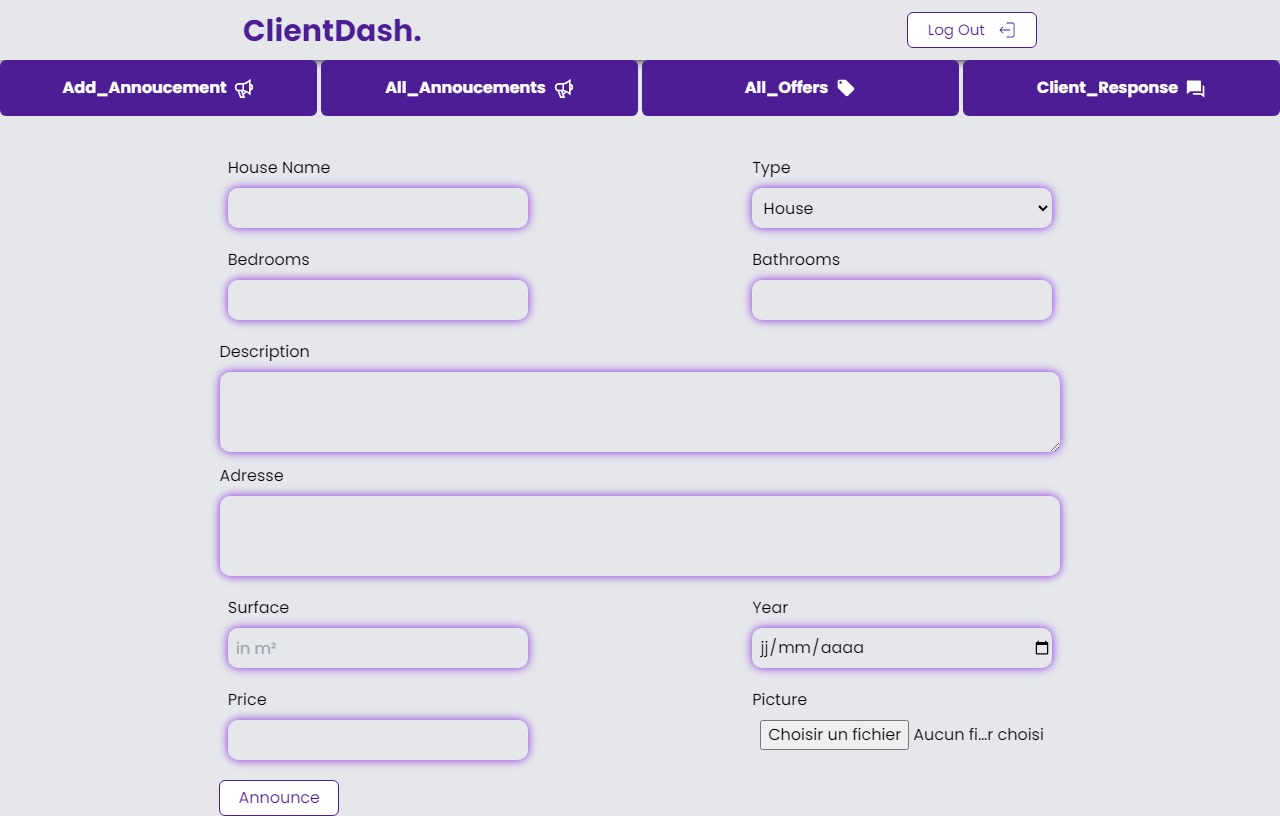 ClientDash.
Log Out
Add_Annoucement
All_Annoucements
All_Offers
Client_Response
House Name
Type
House
Bedrooms
Bathrooms
Description
Adresse
Surface
Year
in m²
jj/mm/aaaa
Price
Picture
Choisir un fichier Aucun fi...r choisi
Announce